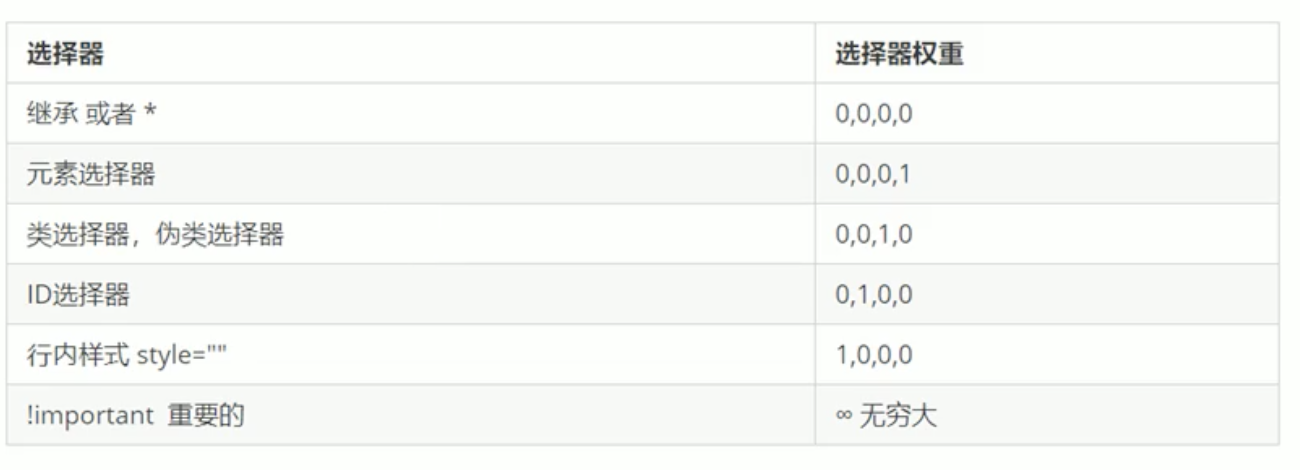 选择器 选择器权重
继承 或者 * 0,0,0,0
元素选择器 0,0,0,1
类选择器，伪类选择器 0,0,1,0
ID选择器 0,1,0,0
行内样式 style="" 1,0,0,0
!important 重要的 ∞ 无穷大